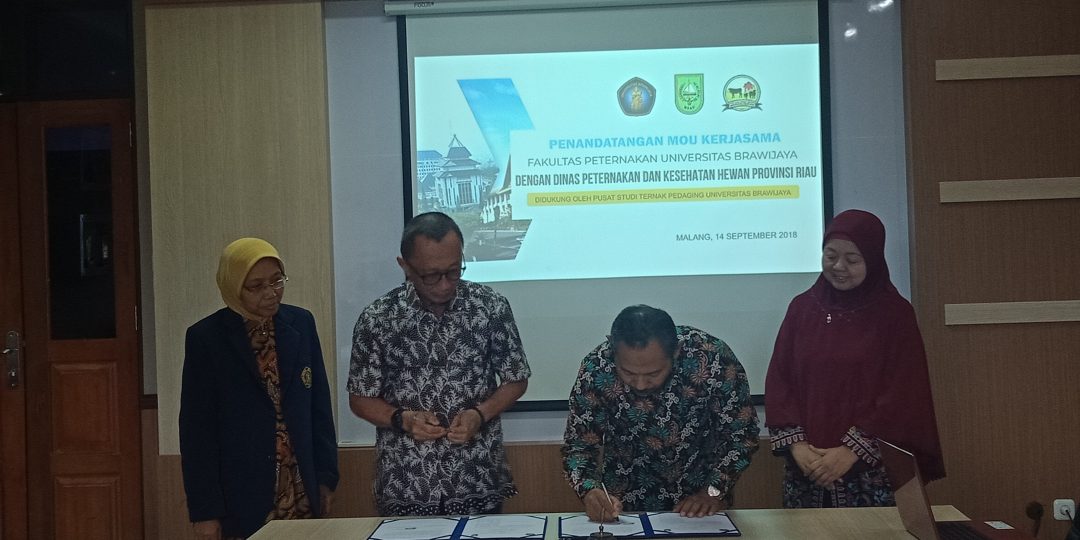 Focus
PENANDATANGAN MOU KERJASAMA
FAKULTAS PETERNAKAN UNIVERSITAS BRAWIJAYA
DENGAN DINAS PETERNAKAN DAN KESEHATAN HEWAN PROVINSI RIAU
DIDUKUNG OLEH PUSAT STUDI TERNAK PEDAGING UNIVERSITAS BRAWIJAYA
MALANG, 14 SEPTEMBER 2018